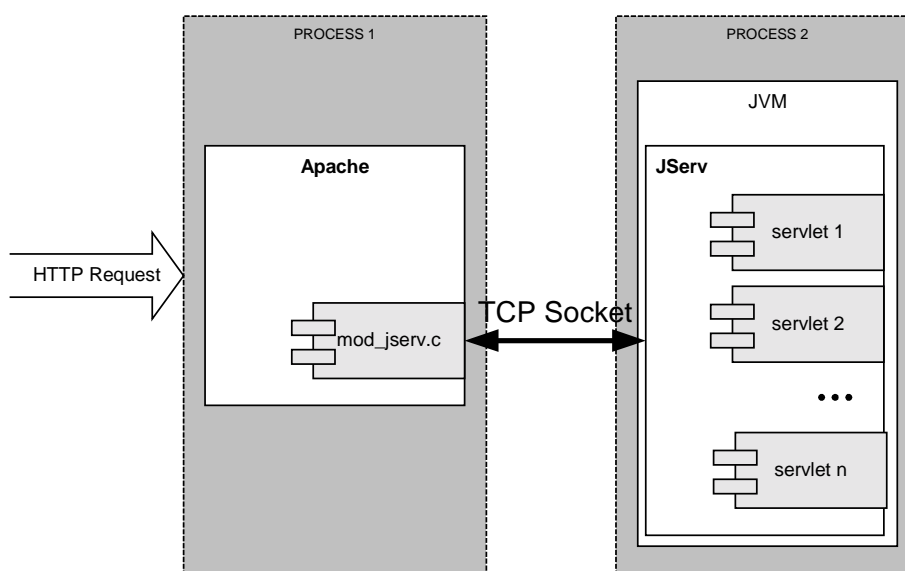 PROCESS 1
PROCESS 2
JVM
Apache
JServ
servlet 1
HTTP Request
TCP Socket
servlet 2
mod_jserv.c
•••
servlet n